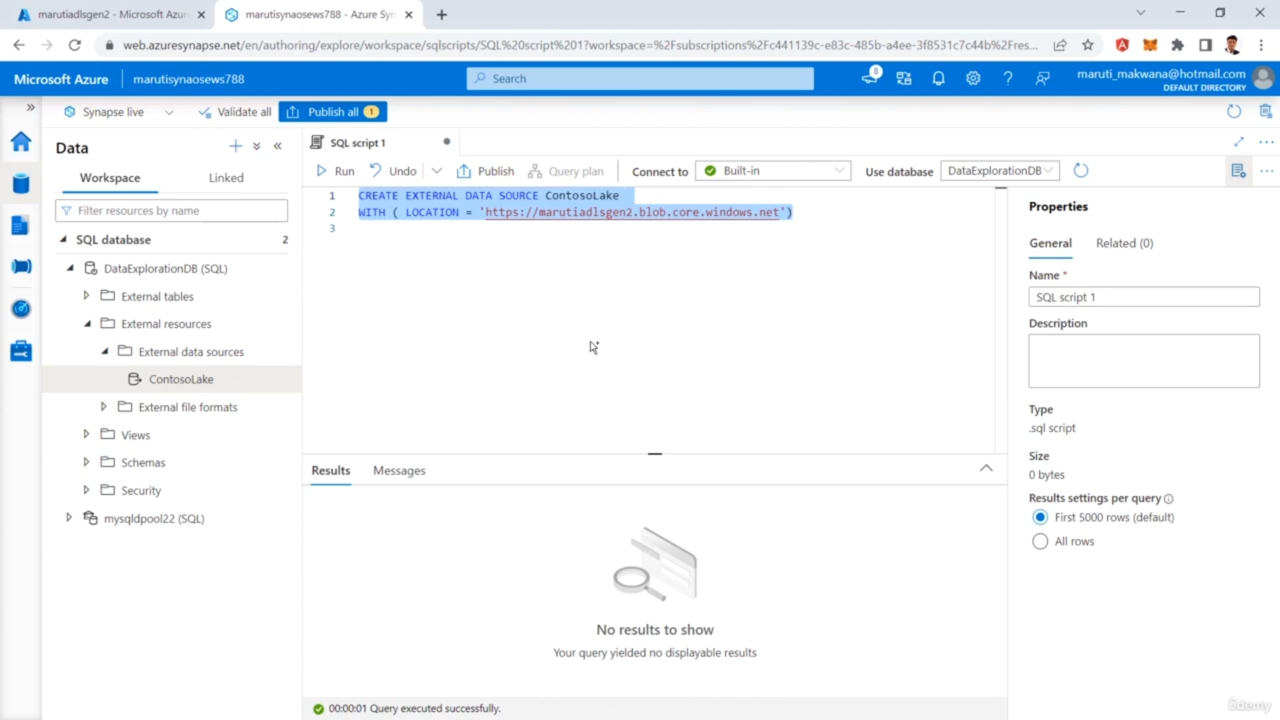 marutiadlsgen2 - Microsoft Azur
marutisynaosews788 - Azure Syn
web.azuresynapse.net/en/authoring/explore/workspace/sqlscripts/SQL%20script%201?workspace=%2Fsubscriptions%2Fc441139c-e83c-485b-a4ee-3f8531c7c44b%2Fres...
Microsoft Azure
marutisynaosews788
Search
8
maruti_makwana@hotmail.com
DEFAULT DIRECTORY
Synapse live
Validate all
Publish all
1
Data
Workspace
Linked
Filter resources by name
SQL database
2
DataExplorationDB (SQL)
External tables
External resources
External data sources
ContosoLake
External file formats
Views
Schemas
Security
mysqldpool22 (SQL)
SQL script 1
Run
Undo
Publish
Query plan
Connect to
Built-in
Use database
DataExplorationDB
1 CREATE EXTERNAL DATA SOURCE ContosoLake
2 WITH ( LOCATION = 'https://marutiadlsgen2.blob.core.windows.net')
3
Results
Messages
No results to show
Your query yielded no displayable results
00:00:01 Query executed successfully.
Properties
General
Related (0)
Name *
SQL script 1
Description
Type
.sql script
Size
0 bytes
Results settings per query
First 5000 rows (default)
All rows
ûdemy